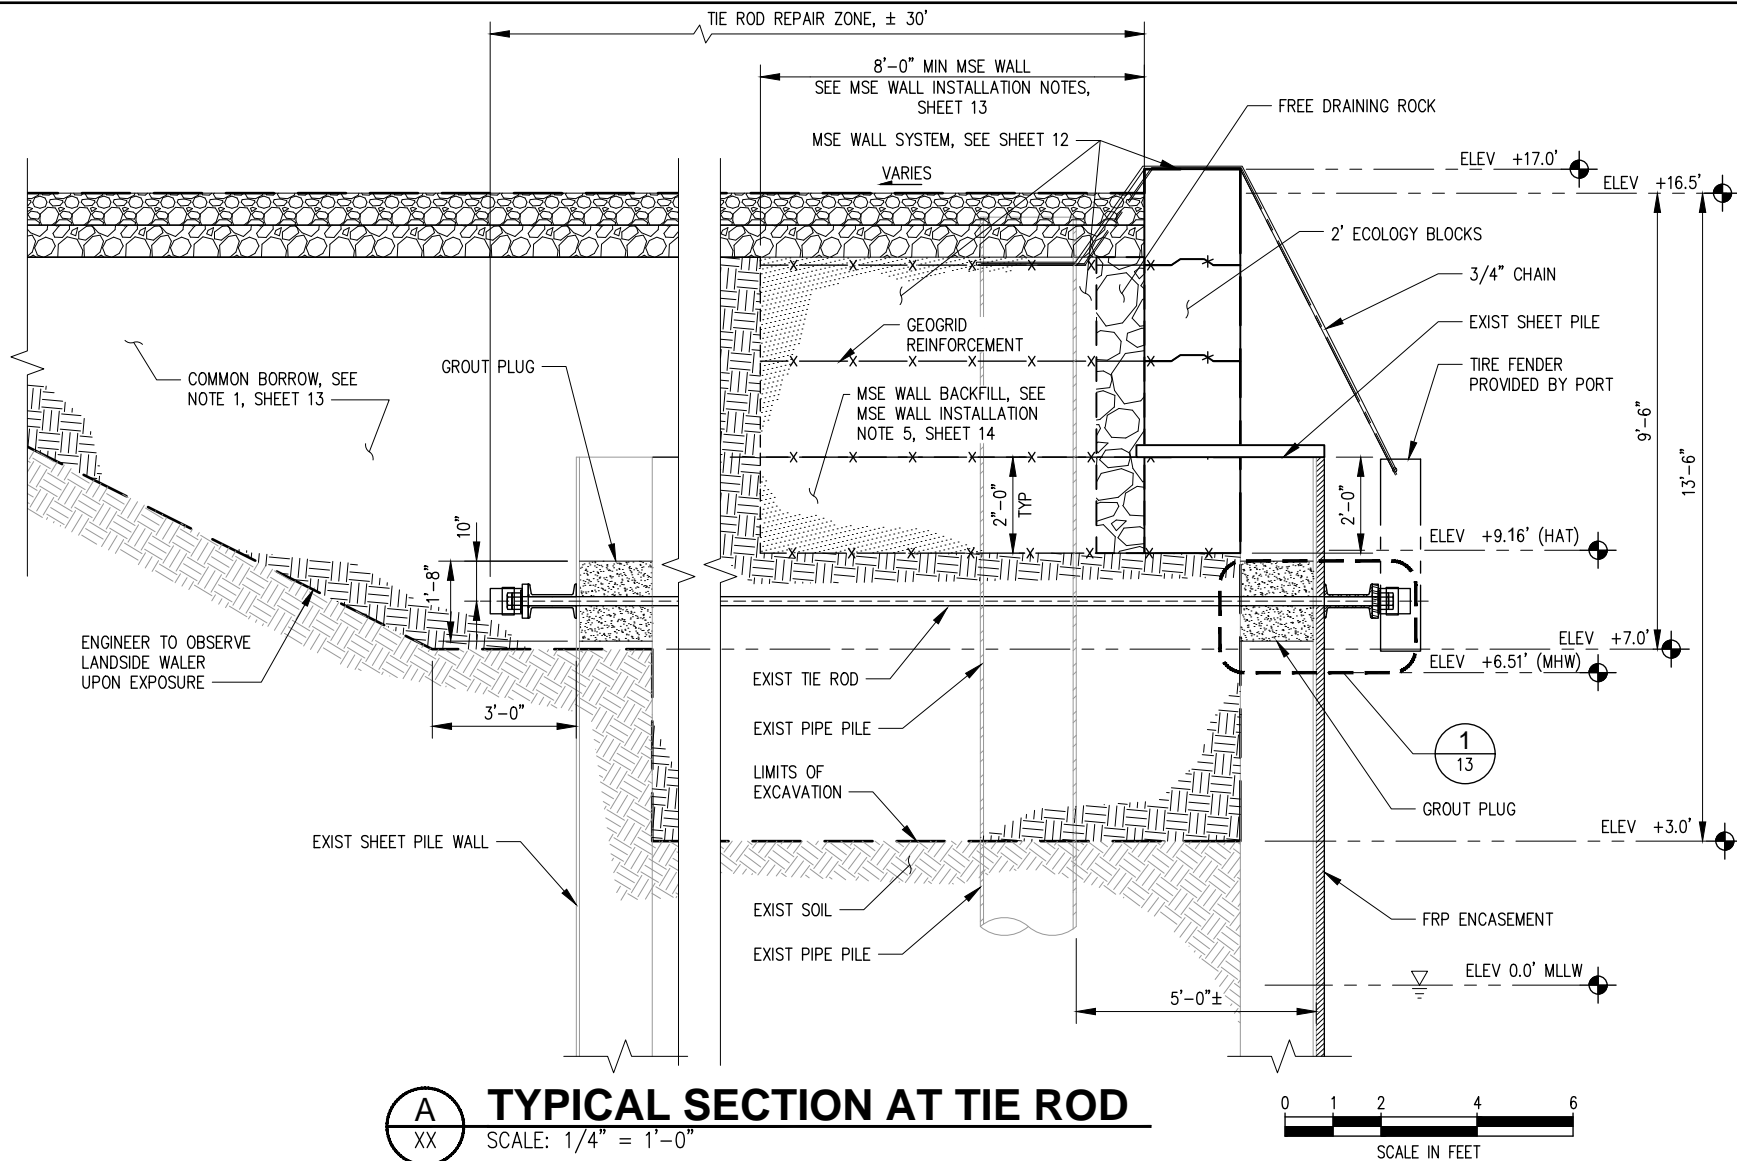 TIE ROD REPAIR ZONE, ± 30'
8'-0" MIN MSE WALL
SEE MSE WALL INSTALLATION NOTES,
SHEET 13
MSE WALL SYSTEM, SEE SHEET 12
FREE DRAINING ROCK
VARIES
ELEV +17.0'
ELEV +16.5'
2' ECOLOGY BLOCKS
3/4" CHAIN
EXIST SHEET PILE
TIRE FENDER
PROVIDED BY PORT
GEOGRID
REINFORCEMENT
GROUT PLUG
COMMON BORROW, SEE
NOTE 1, SHEET 13
MSE WALL BACKFILL, SEE
MSE WALL INSTALLATION
NOTE 5, SHEET 14
9'-6"
13'-6"
2"-0"
TYP
2'-0"
10"
1'-8"
ELEV +9.16' (HAT)
ENGINEER TO OBSERVE
LANDSIDE WALER
UPON EXPOSURE
ELEV +7.0'
ELEV +6.51' (MHW)
EXIST TIE ROD
3'-0"
EXIST PIPE PILE
1
13
LIMITS OF
EXCAVATION
GROUT PLUG
ELEV +3.0'
EXIST SHEET PILE WALL
EXIST SOIL
FRP ENCASEMENT
EXIST PIPE PILE
ELEV 0.0' MLLW
5'-0"±
A
XX
TYPICAL SECTION AT TIE ROD
SCALE: 1/4" = 1'-0"
0 1 2 4 6
SCALE IN FEET